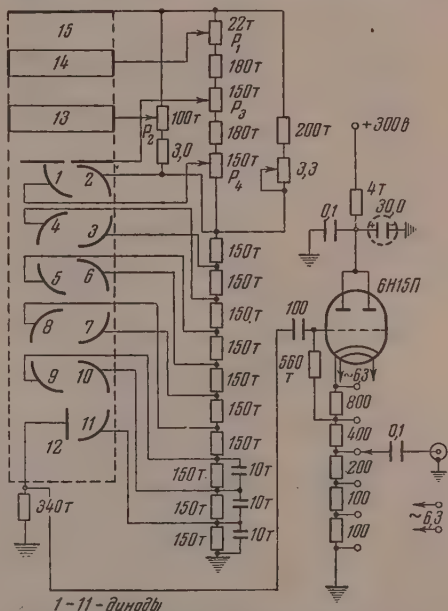 15
14
13
22т
P₁
180т
150т
P₃
180т
150т
P₄
100т
P₂
3,0
200т
3,3
+300в
4т
0,1
30,0
6Н15П
1
2
4
3
5
6
8
7
9
10
12
11
150т
150т
150т
150т
150т
150т
150т
150т
150т
150т
10т
10т
10т
340т
100
560
т
~6,3
800
400
200
100
100
0,1
~
6,3
1-11-диноды